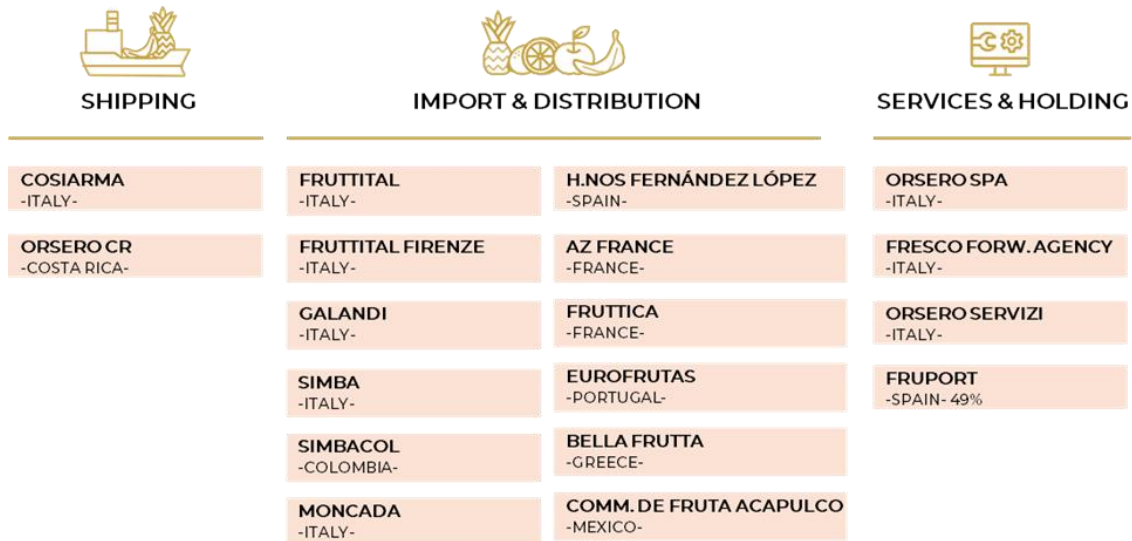 SHIPPING
COSIARMA
-ITALY-
ORSERO CR
-COSTA RICA-
IMPORT & DISTRIBUTION
FRUTTITAL
-ITALY-
FRUTTITAL FIRENZE
-ITALY-
GALANDI
-ITALY-
SIMBA
-ITALY-
SIMBACOL
-COLOMBIA-
MONCADA
-ITALY-
H.NOS FERNÁNDEZ LÓPEZ
-SPAIN-
AZ FRANCE
-FRANCE-
FRUTTICA
-FRANCE-
EUROFRUTAS
-PORTUGAL-
BELLA FRUTTA
-GREECE-
COMM. DE FRUTA ACAPULCO
-MEXICO-
SERVICES & HOLDING
ORSERO SPA
-ITALY-
FRESCO FORW. AGENCY
-ITALY-
ORSERO SERVIZI
-ITALY-
FRUPORT
-SPAIN- 49%